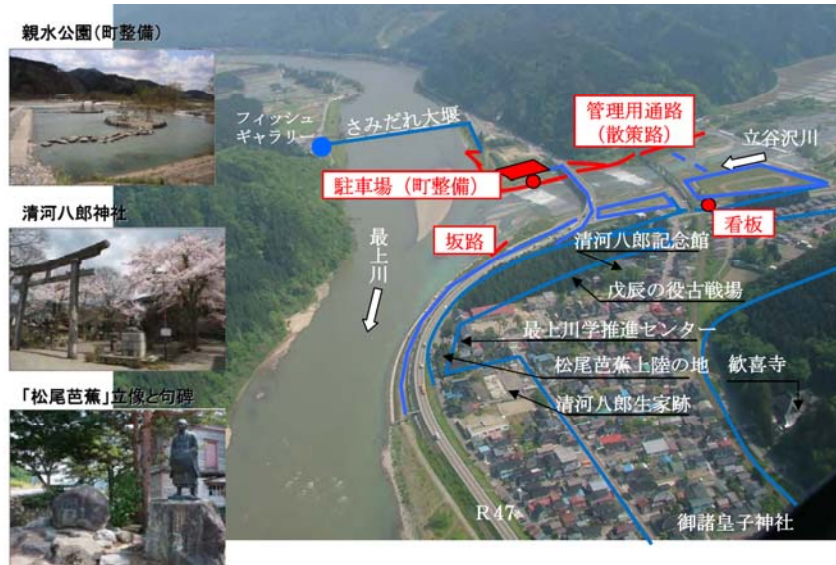 親水公園(町整備)
清河八郎神社
「松尾芭蕉」立像と句碑
フィッシュ
ギャラリー
さみだれ大堰
管理用通路
(散策路)
立谷沢川
駐車場(町整備)
坂路
看板
最上川
清河八郎記念館
戊辰の役古戦場
最上川学推進センター
松尾芭蕉上陸の地
歓喜寺
清河八郎生家跡
R47
御諸皇子神社